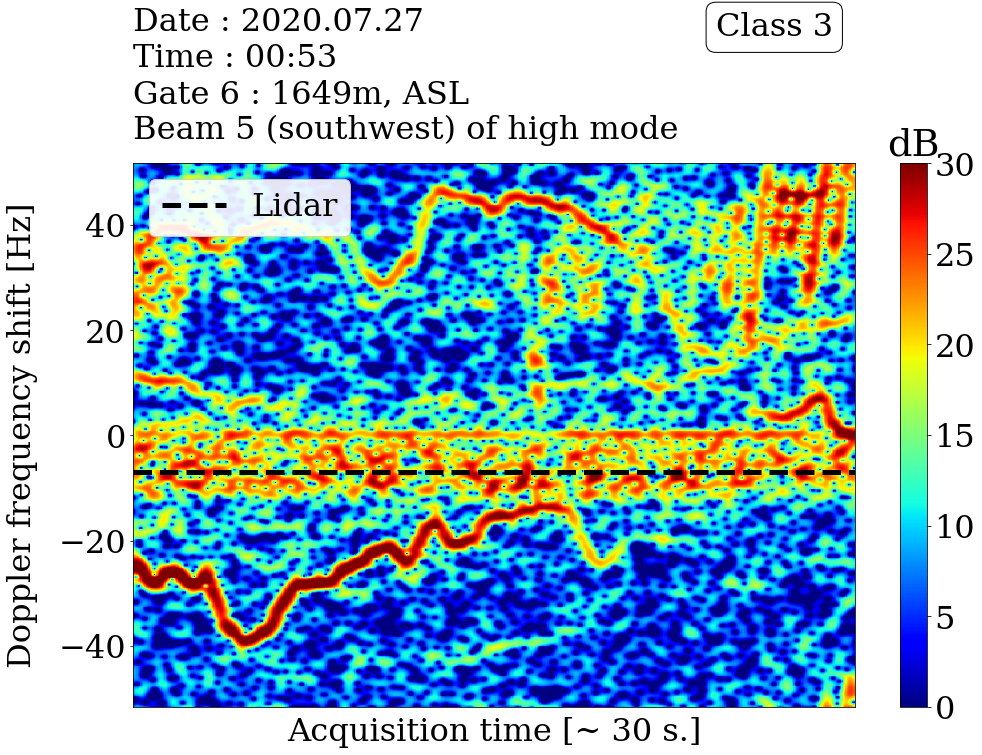 Date : 2020.07.27
Time : 00:53
Gate 6 : 1649m, ASL
Beam 5 (southwest) of high mode
Class 3
dB
Lidar
Doppler frequency shift [Hz]
40
20
0
−20
−40
Acquisition time [~ 30 s.]
30
25
20
15
10
5
0